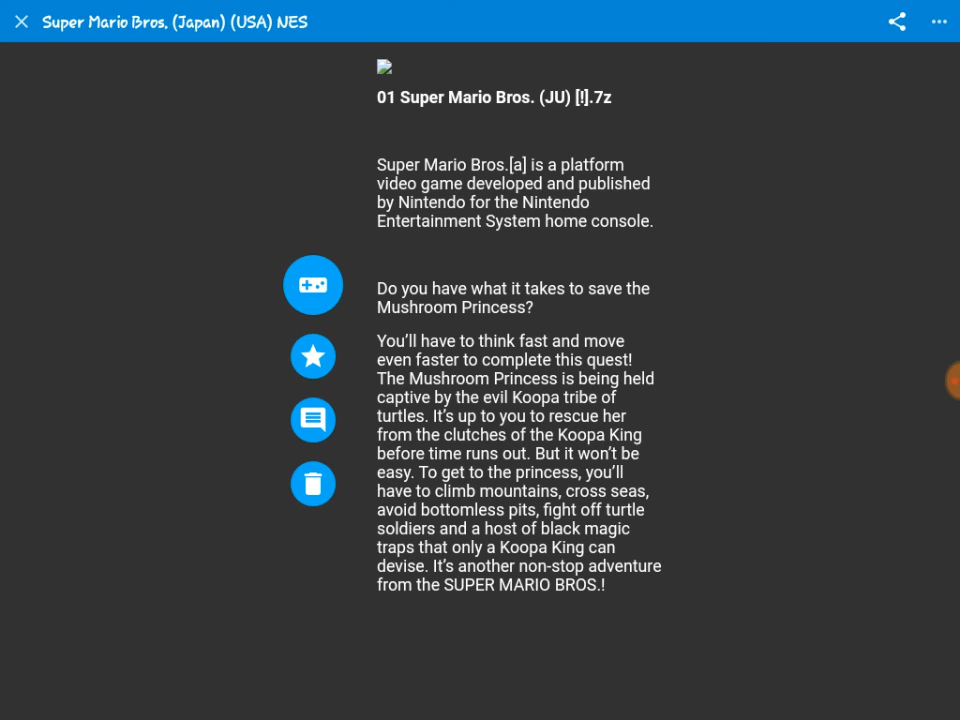 Super Mario Bros. (Japan) (USA) NES
01 Super Mario Bros. (JU) [!].7z
Super Mario Bros.[a] is a platform
video game developed and published
by Nintendo for the Nintendo
Entertainment System home console.
Do you have what it takes to save the
Mushroom Princess?
You’ll have to think fast and move
even faster to complete this quest!
The Mushroom Princess is being held
captive by the evil Koopa tribe of
turtles. It’s up to you to rescue her
from the clutches of the Koopa King
before time runs out. But it won’t be
easy. To get to the princess, you’ll
have to climb mountains, cross seas,
avoid bottomless pits, fight off turtle
soldiers and a host of black magic
traps that only a Koopa King can
devise. It’s another non-stop adventure
from the SUPER MARIO BROS.!